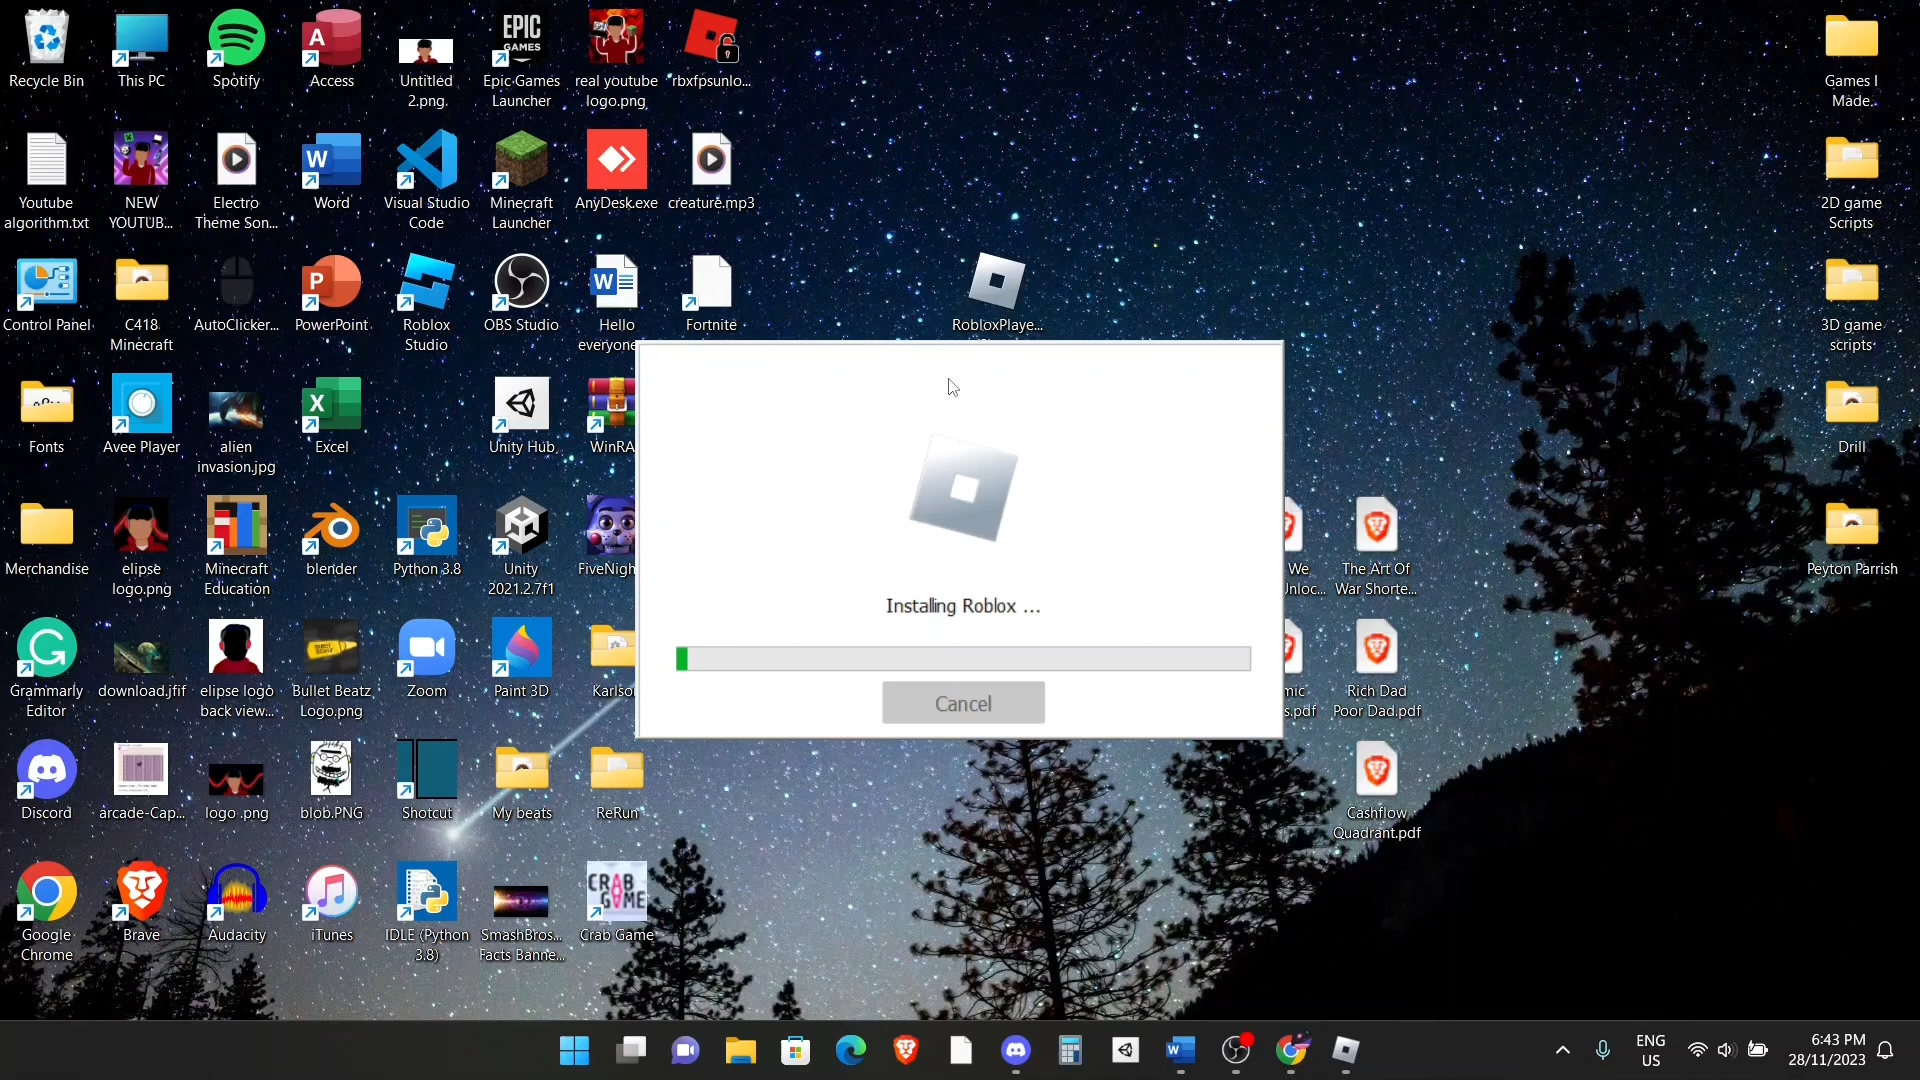 Recycle Bin
This PC
Spotify
Access
Untitled
2.png
EPIC
GAMES
Epic Games
Launcher
real youtube
logo.png
rbxfpsunlo...
Games I
Made
Youtube
algorithm.txt
NEW
YOUTUB...
Electro
Theme Son...
Word
Visual Studio
Code
Minecraft
Launcher
AnyDesk.exe
creature.mp3
2D game
Scripts
Control Panel
C418
Minecraft
AutoClicker...
PowerPoint
Roblox
Studio
OBS Studio
Hello
everyone
Fortnite
RobloxPlaye...
3D game
scripts
Fonts
Avee Player
alien
invasion.jpg
Excel
Unity Hub
WinRA
Drill
Merchandise
elipse
logo.png
Minecraft
Education
blender
Python 3.8
Unity
2021.2.7f1
FiveNigh
We
The Art Of
War Shorte...
Peyton Parrish
Installing Roblox ...
Cancel
Grammarly
Editor
download.jfif
elipse logo
back view...
Bullet Beatz
Logo.png
Zoom
Paint 3D
Karlso
mic
s.pdf
Rich Dad
Poor Dad.pdf
Discord
arcade-Cap...
logo .png
blob.PNG
Shotcut
My beats
ReRun
Cashflow
Quadrant.pdf
Google
Chrome
Brave
Audacity
iTunes
IDLE (Python
3.8)
SmashBros...
Facts Banne...
CRAB
GAME
Crab Game
ENG
US
6:43 PM
28/11/2023